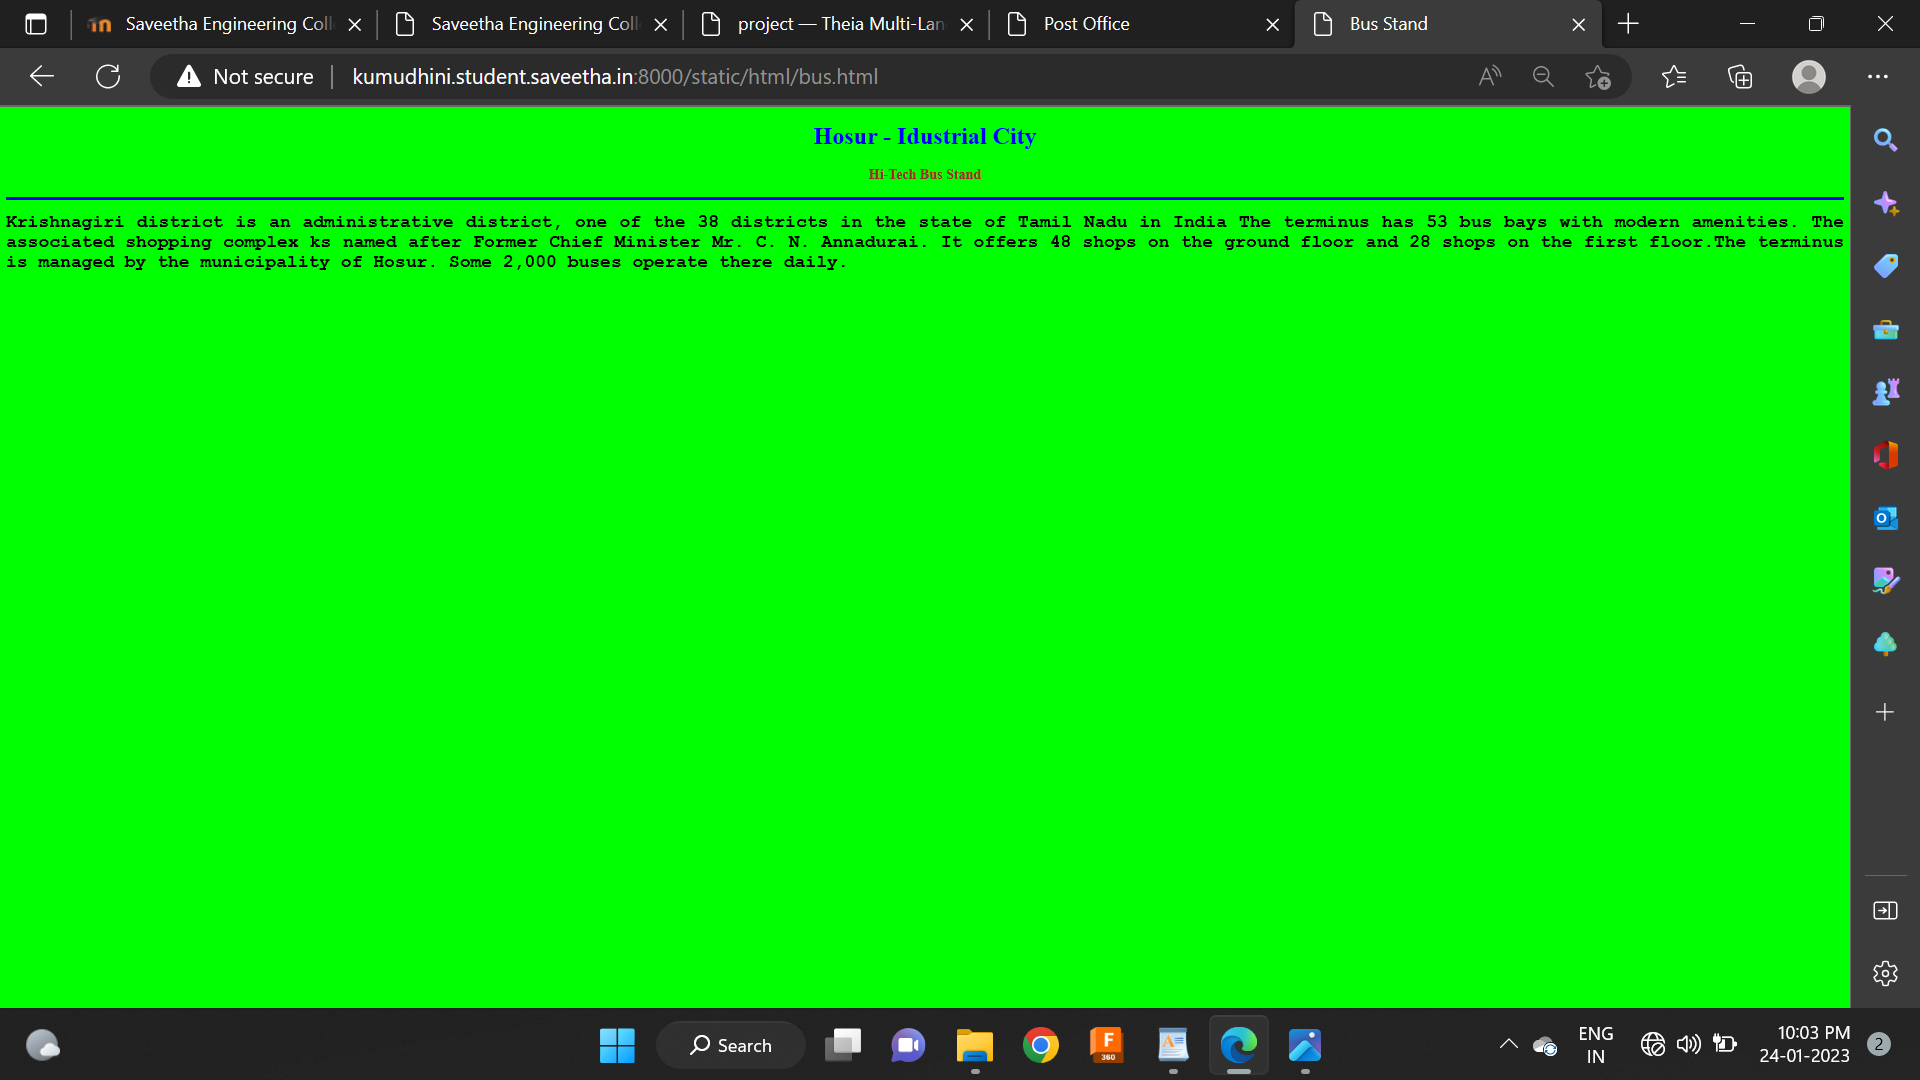 Saveetha Engineering Coll
Saveetha Engineering Coll
project — Theia Multi-Lan
Post Office
Bus Stand
Not secure
kumudhini.student.saveetha.in:8000/static/html/bus.html
Hosur - Idustrial City
Hi-Tech Bus Stand
Krishnagiri district is an administrative district, one of the 38 districts in the state of Tamil Nadu in India The terminus has 53 bus bays with modern amenities. The
associated shopping complex ks named after Former Chief Minister Mr. C. N. Annadurai. It offers 48 shops on the ground floor and 28 shops on the first floor.The terminus
is managed by the municipality of Hosur. Some 2,000 buses operate there daily.
Search
F
360
ENG
IN
10:03 PM
24-01-2023
2